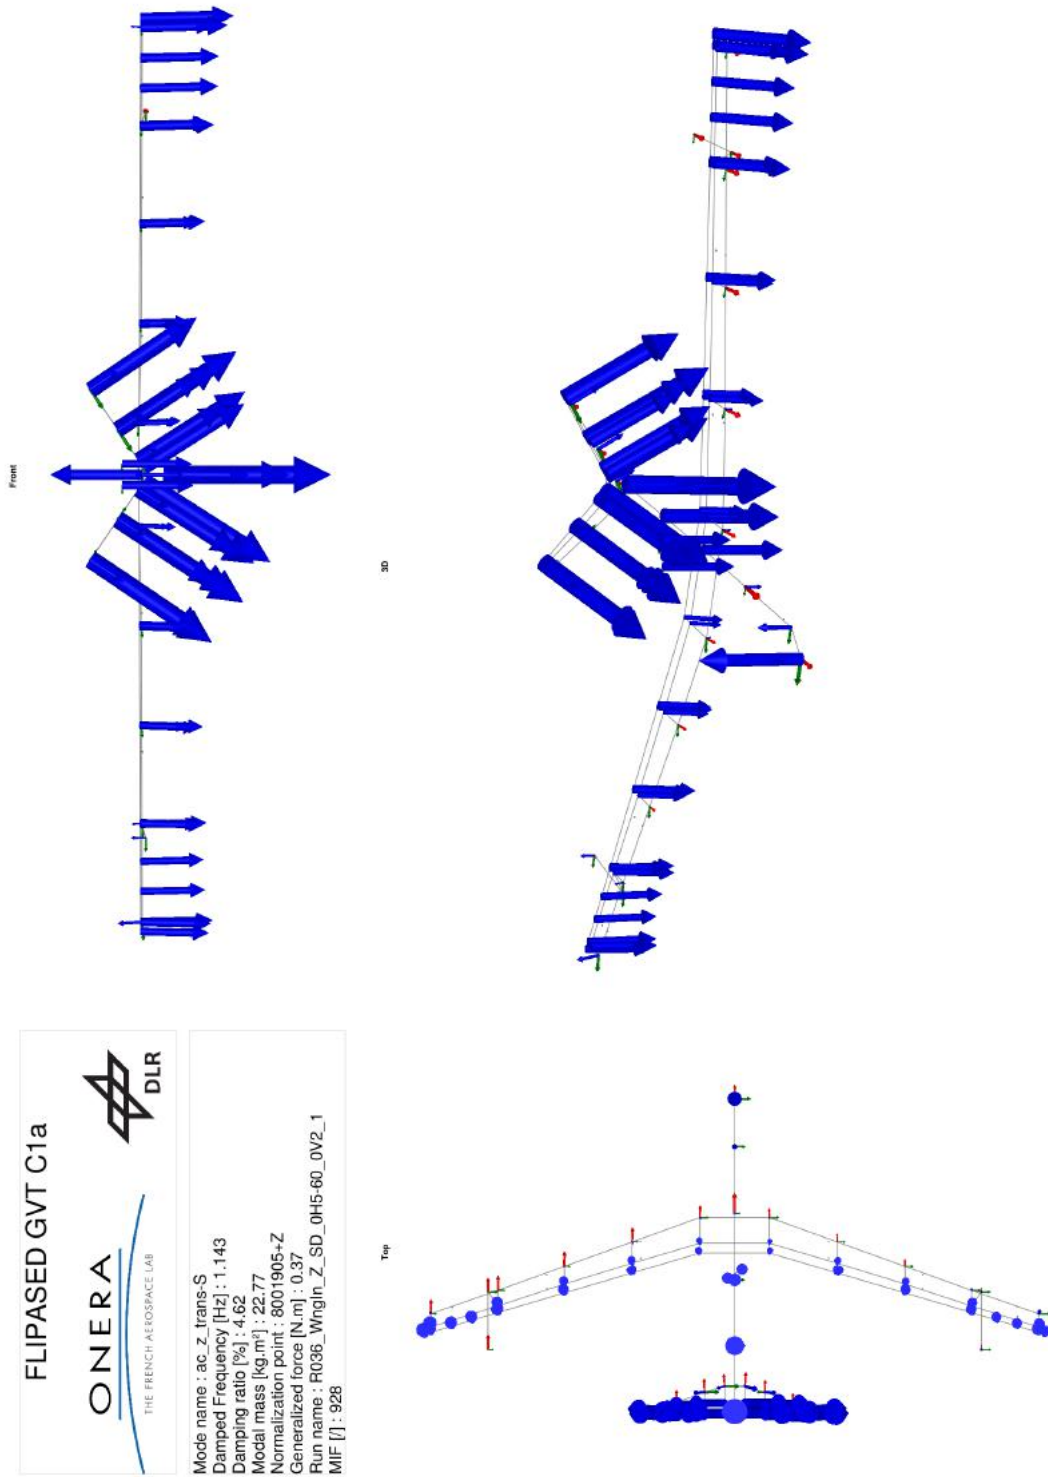 FLIPASED GVT C1a
ONERA
THE FRENCH AEROSPACE LAB
DLR
Mode name : ac_z_trans-S
Damped Frequency [Hz] : 1.143
Damping ratio [%] : 4.62
Modal mass [kg.m²] : 22.77
Normalization point : 8001905+Z
Generalized force [N.m] : 0.37
Run name : R036_WngIn_Z_SD_0H5-60_0V2_1
MIF [/] : 928
Front
3D
Top